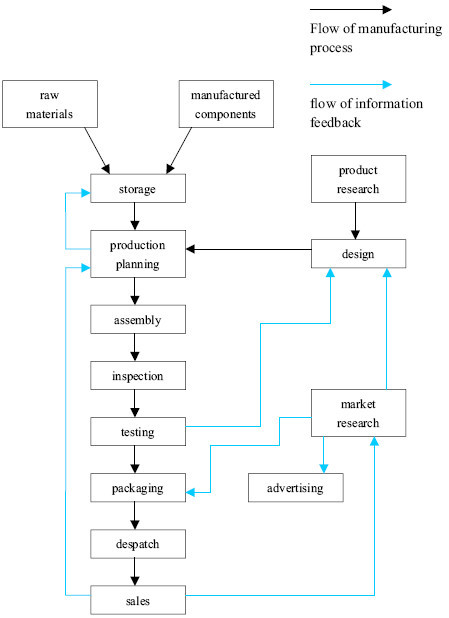 Flow of manufacturing
process
flow of information
feedback
raw
materials
manufactured
components
storage
product
research
production
planning
design
assembly
inspection
market
research
testing
packaging
advertising
despatch
sales